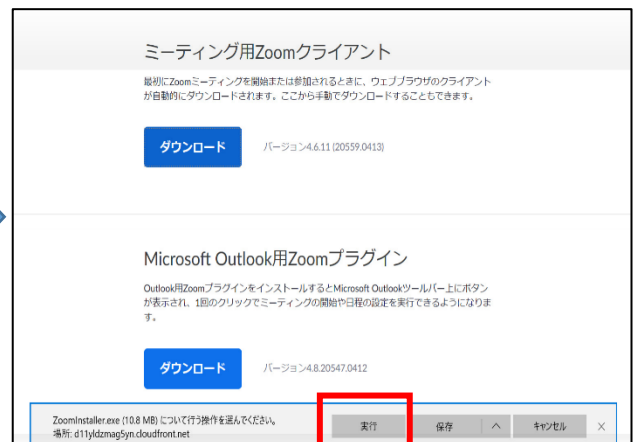 ミーティング用Zoomクライアント
最初にZoomミーティングを開始または参加されるときに、ウェブブラウザのクライアント
が自動的にダウンロードされます。ここから手動でダウンロードすることもできます。
ダウンロード バージョン4.6.11 (20559.0413)
Microsoft Outlook用Zoomプラグイン
Outlook用ZoomプラグインをインストールするとMicrosoft Outlookツールバー上にボタン
が表示され、1回のクリックでミーティングの開始や日程の設定を実行できるようになりま
す。
ダウンロード バージョン4.8.20547.0412
ZoomInstaller.exe (10.8 MB) について行う操作を選んでください。
場所: d11yldzmag5yn.cloudfront.net
実行 保存 キャンセル